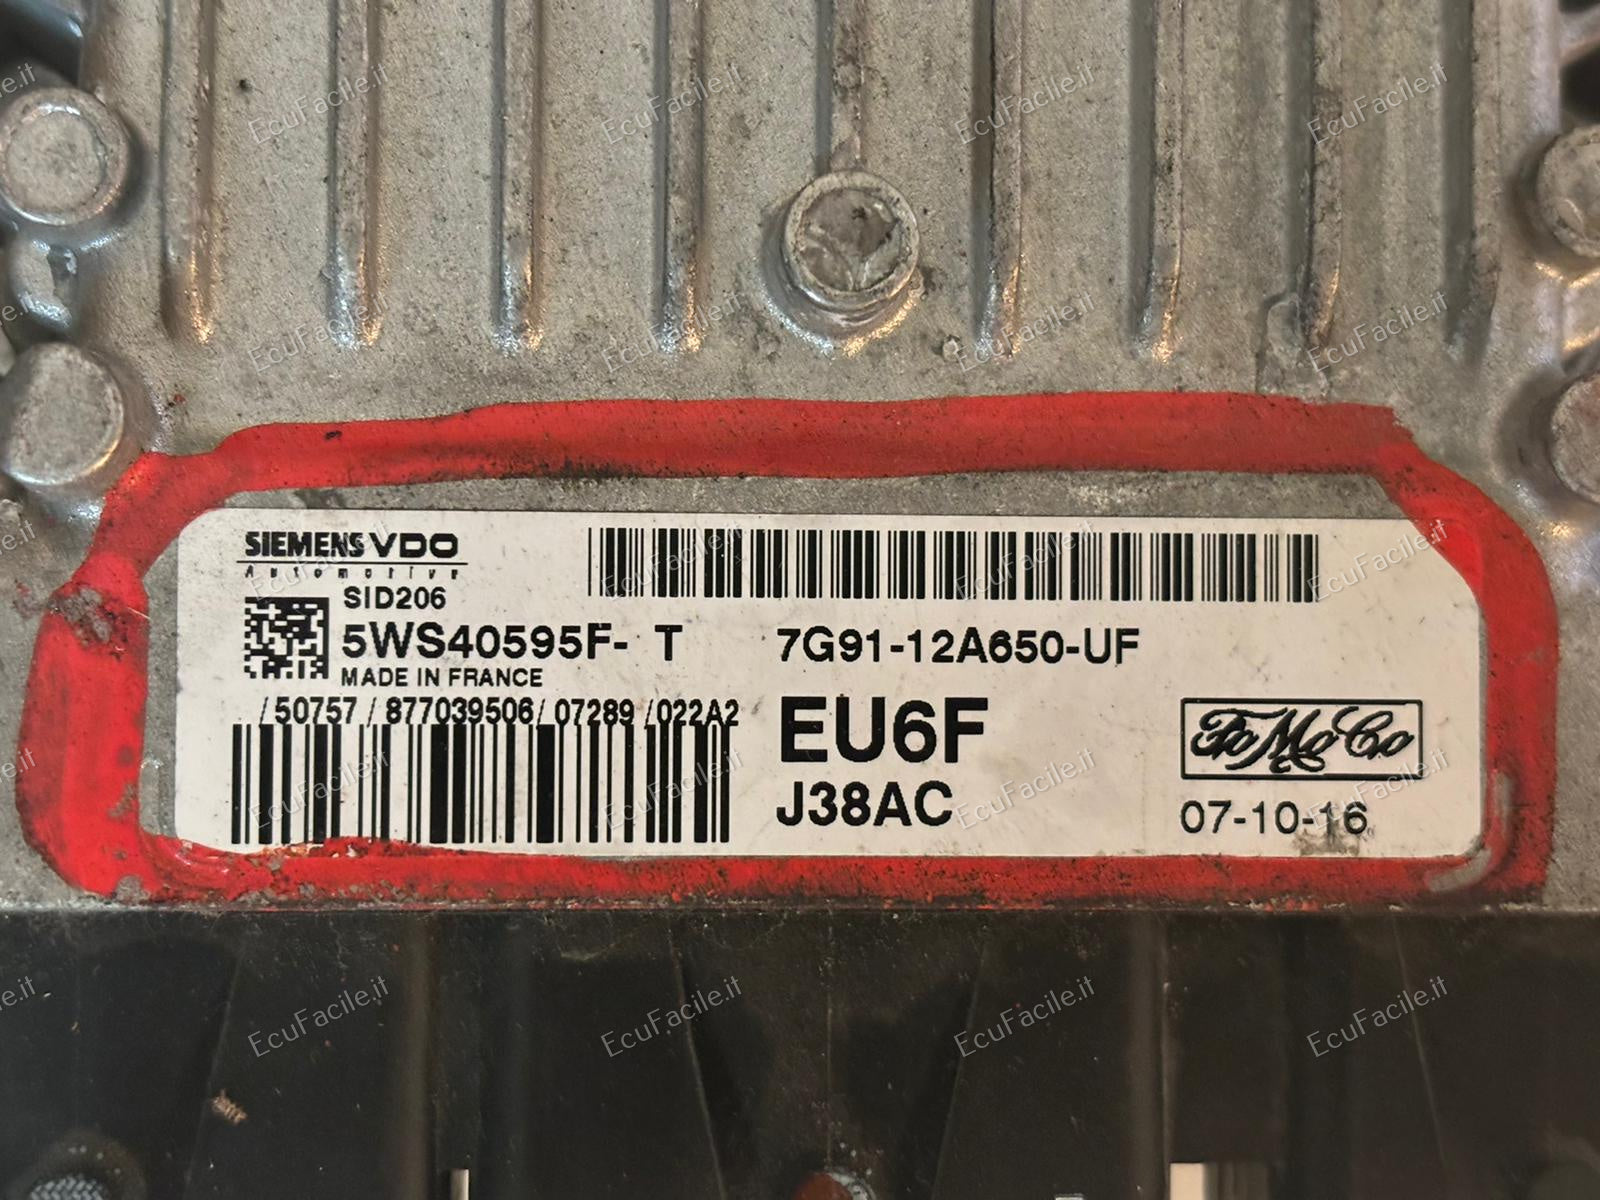 SIEMENS VDO
Automotive
SID206
5WS40595F- T
7G91-12A650-UF
MADE IN FRANCE
/50757/877039506/07289/022A2
EU6F
J38AC
FoMoCo
07-10-16
EcuFacile.it